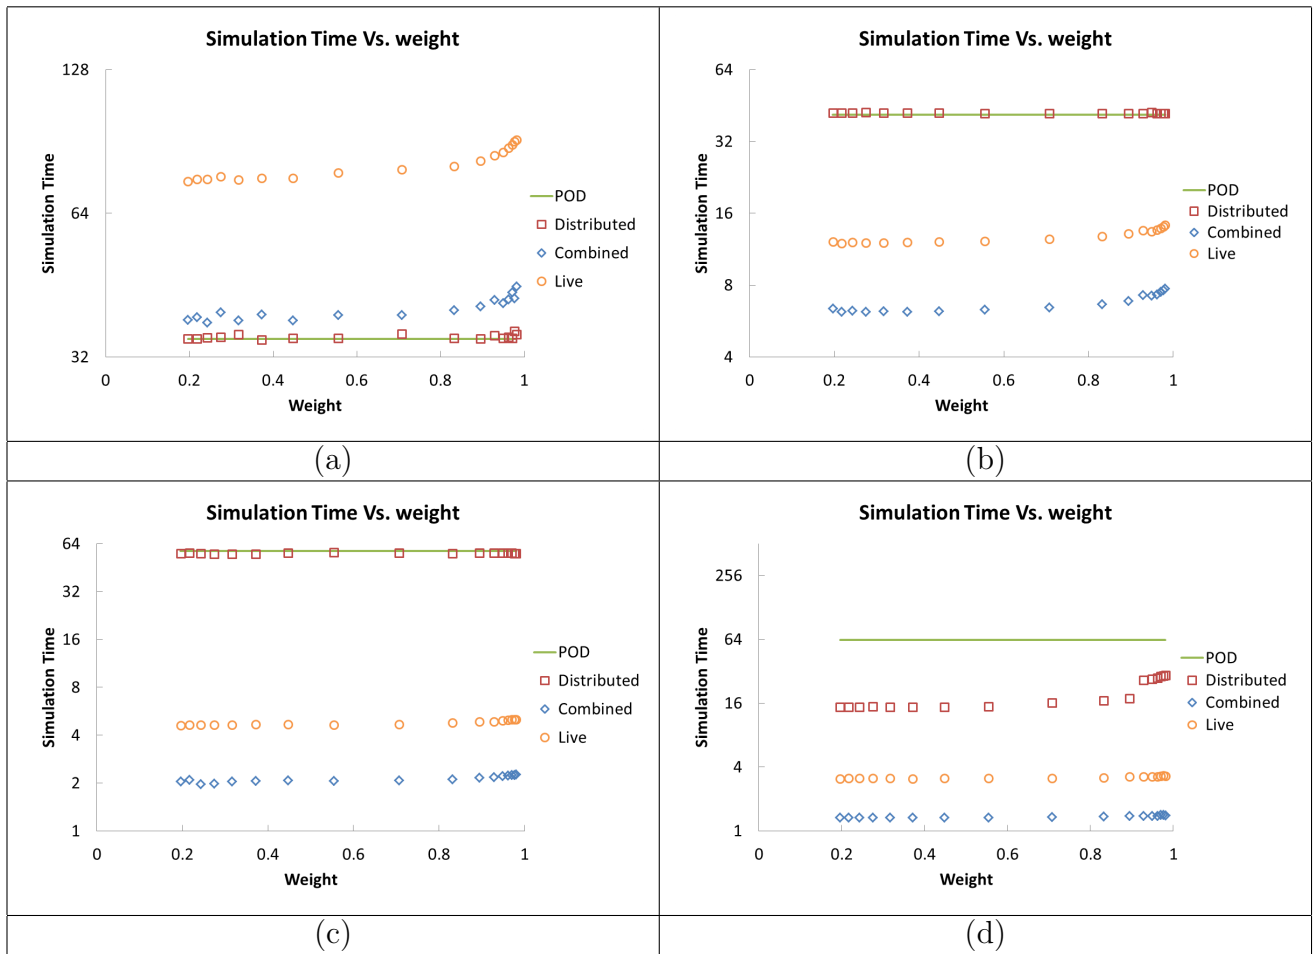 Simulation Time Vs. weight
128
64
32
Simulation Time
0 0.2 0.4 0.6 0.8 1
Weight
POD
Distributed
Combined
Live
(a)
Simulation Time Vs. weight
64
32
16
8
4
Simulation Time
0 0.2 0.4 0.6 0.8 1
Weight
POD
Distributed
Combined
Live
(b)
Simulation Time Vs. weight
64
32
16
8
4
2
1
Simulation Time
0 0.2 0.4 0.6 0.8 1
Weight
POD
Distributed
Combined
Live
(c)
Simulation Time Vs. weight
256
64
16
4
1
Simulation Time
0 0.2 0.4 0.6 0.8 1
Weight
POD
Distributed
Combined
Live
(d)